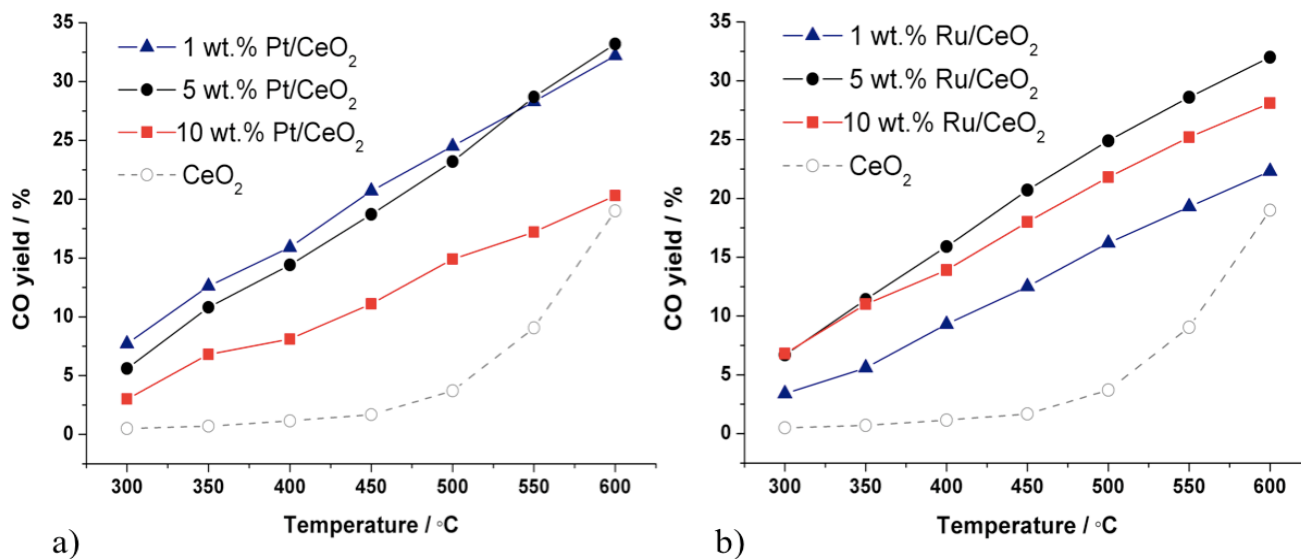 35
30
25
20
15
10
5
0
CO yield / %
1 wt.% Pt/CeO₂
5 wt.% Pt/CeO₂
10 wt.% Pt/CeO₂
CeO₂
300 350 400 450 500 550 600
Temperature / °C
a)
35
30
25
20
15
10
5
0
CO yield / %
1 wt.% Ru/CeO₂
5 wt.% Ru/CeO₂
10 wt.% Ru/CeO₂
CeO₂
300 350 400 450 500 550 600
Temperature / °C
b)